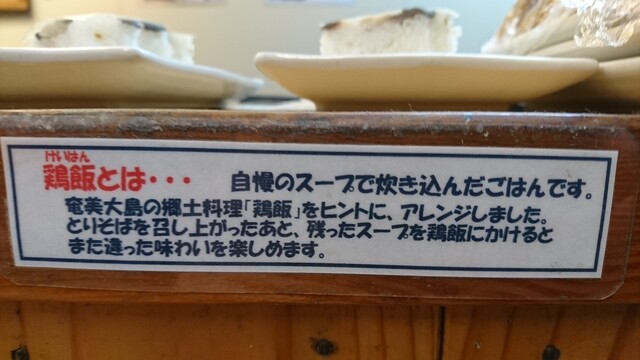 けいはん
鶏飯とは・・・ 自慢のスープで炊き込んだごはんです。
奄美大島の郷土料理「鶏飯」をヒントに、アレンジしました。
とりそばを召し上がったあと、残ったスープを鶏飯にかけると
また違った味わいを楽しめます。